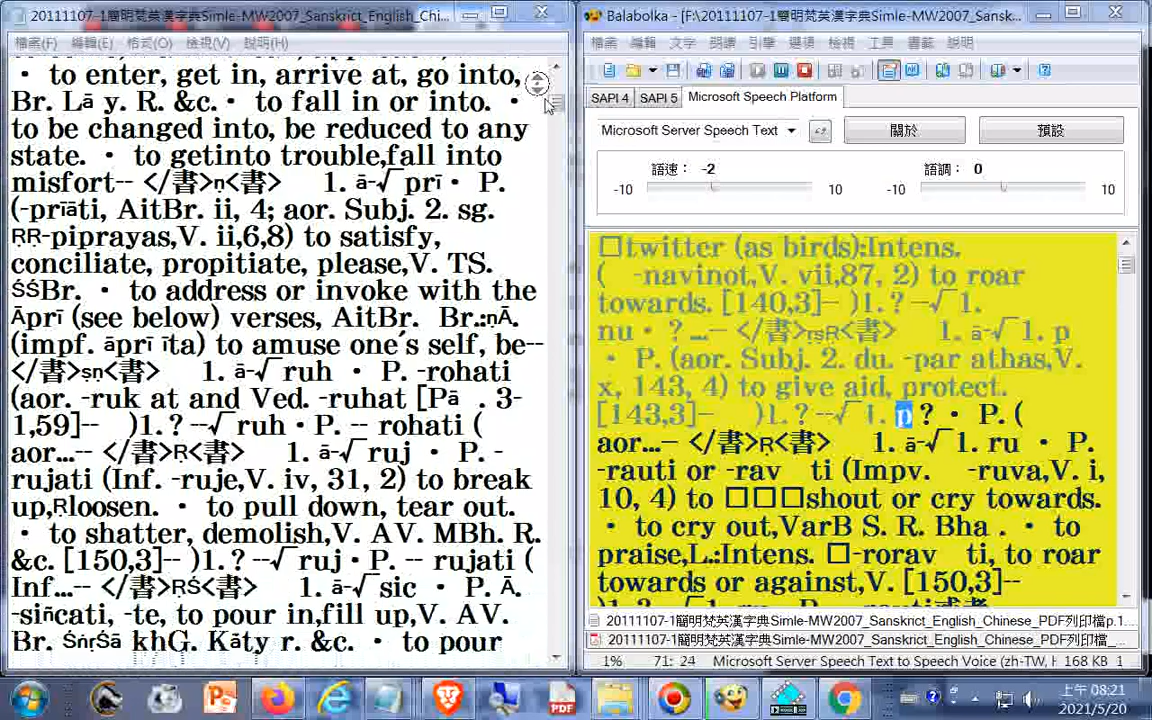 20111107-1簡明梵英漢字典Simle-MW2007_Sanskrict_English_Chi...
檔案(F) 編輯(E) 格式(O) 檢視(V) 說明(H)
• to enter, get in, arrive at, go into,
Br. Lā y. R. &c. • to fall in or into. •
to be changed into, be reduced to any
state. • to getinto trouble,fall into
misfort-- </書>ṇ<書> 1. ā-√prī • P.
(-prīāti, AitBr. ii, 4; aor. Subj. 2. sg.
ṚṚ-piprayas,V. ii,6,8) to satisfy,
conciliate, propitiate, please,V. TS.
ŚŚBr. • to address or invoke with the
Āprī (see below) verses, AitBr. Br.:ṇĀ.
(impf. āprī īta) to amuse one´s self, be--
</書>ṣṇ<書> 1. ā-√ruh • P. -rohati
(aor. -ruk at and Ved. -ruhat [Pā . 3-
1,59]-- )1. ? --√ruh • P. -- rohati (
aor...-- </書>Ṛ<書> 1. ā-√ruj • P. -
rujati (Inf. -ruje,V. iv, 31, 2) to break
up,Ṛloosen. • to pull down, tear out.
• to shatter, demolish,V. AV. MBh. R.
&c. [150,3]-- )1. ? --√ruj • P. -- rujati (
Inf...-- </書>ṚŚ<書> 1. ā-√sic • P. Ā.
-siñcati, -te, to pour in,fill up,V. AV.
Br. ŚṅṛŚā khG. Kāty r. &c. • to pour
Balabolka - [F:\20111107-1簡明梵英漢字典Simle-MW2007_Sansk...
檔案 編輯 文字 朗讀 引擎 選項 檢視 工具 書籤 說明
SAPI 4 SAPI 5 Microsoft Speech Platform
Microsoft Server Speech Text 關於 預設
語速： -2 語調： 0
-10 10 -10 10
□twitter (as birds):Intens.
( -navinot,V. vii,87, 2) to roar
towards. [140,3]-- )1. ? --√1.
nu • ? ...-- </書>ṛṣṛR<書> 1. ā-√1. p
• P. (aor. Subj. 2. du. -par athas,V.
x, 143, 4) to give aid, protect.
[143,3]-- )1. ? --√1. p ? • P. (
aor...-- </書>Ṛ<書> 1. ā-√1. ru • P.
-rauti or -rav ti (Impv. -ruva,V. i,
10, 4) to □□□shout or cry towards.
• to cry out,VarB S. R. Bha . • to
praise,L.:Intens. □-rorav ti, to roar
towards or against,V. [150,3]--
20111107-1簡明梵英漢字典Simle-MW2007_Sanskrict_English_Chinese_PDF列印檔p.1...
20111107-1簡明梵英漢字典Simle-MW2007_Sanskrict_English_Chinese_PDF列印檔...
1% 71: 24 Microsoft Server Speech Text to Speech Voice (zh-TW, H 168 KB 1
上午 08:21
2021/5/20